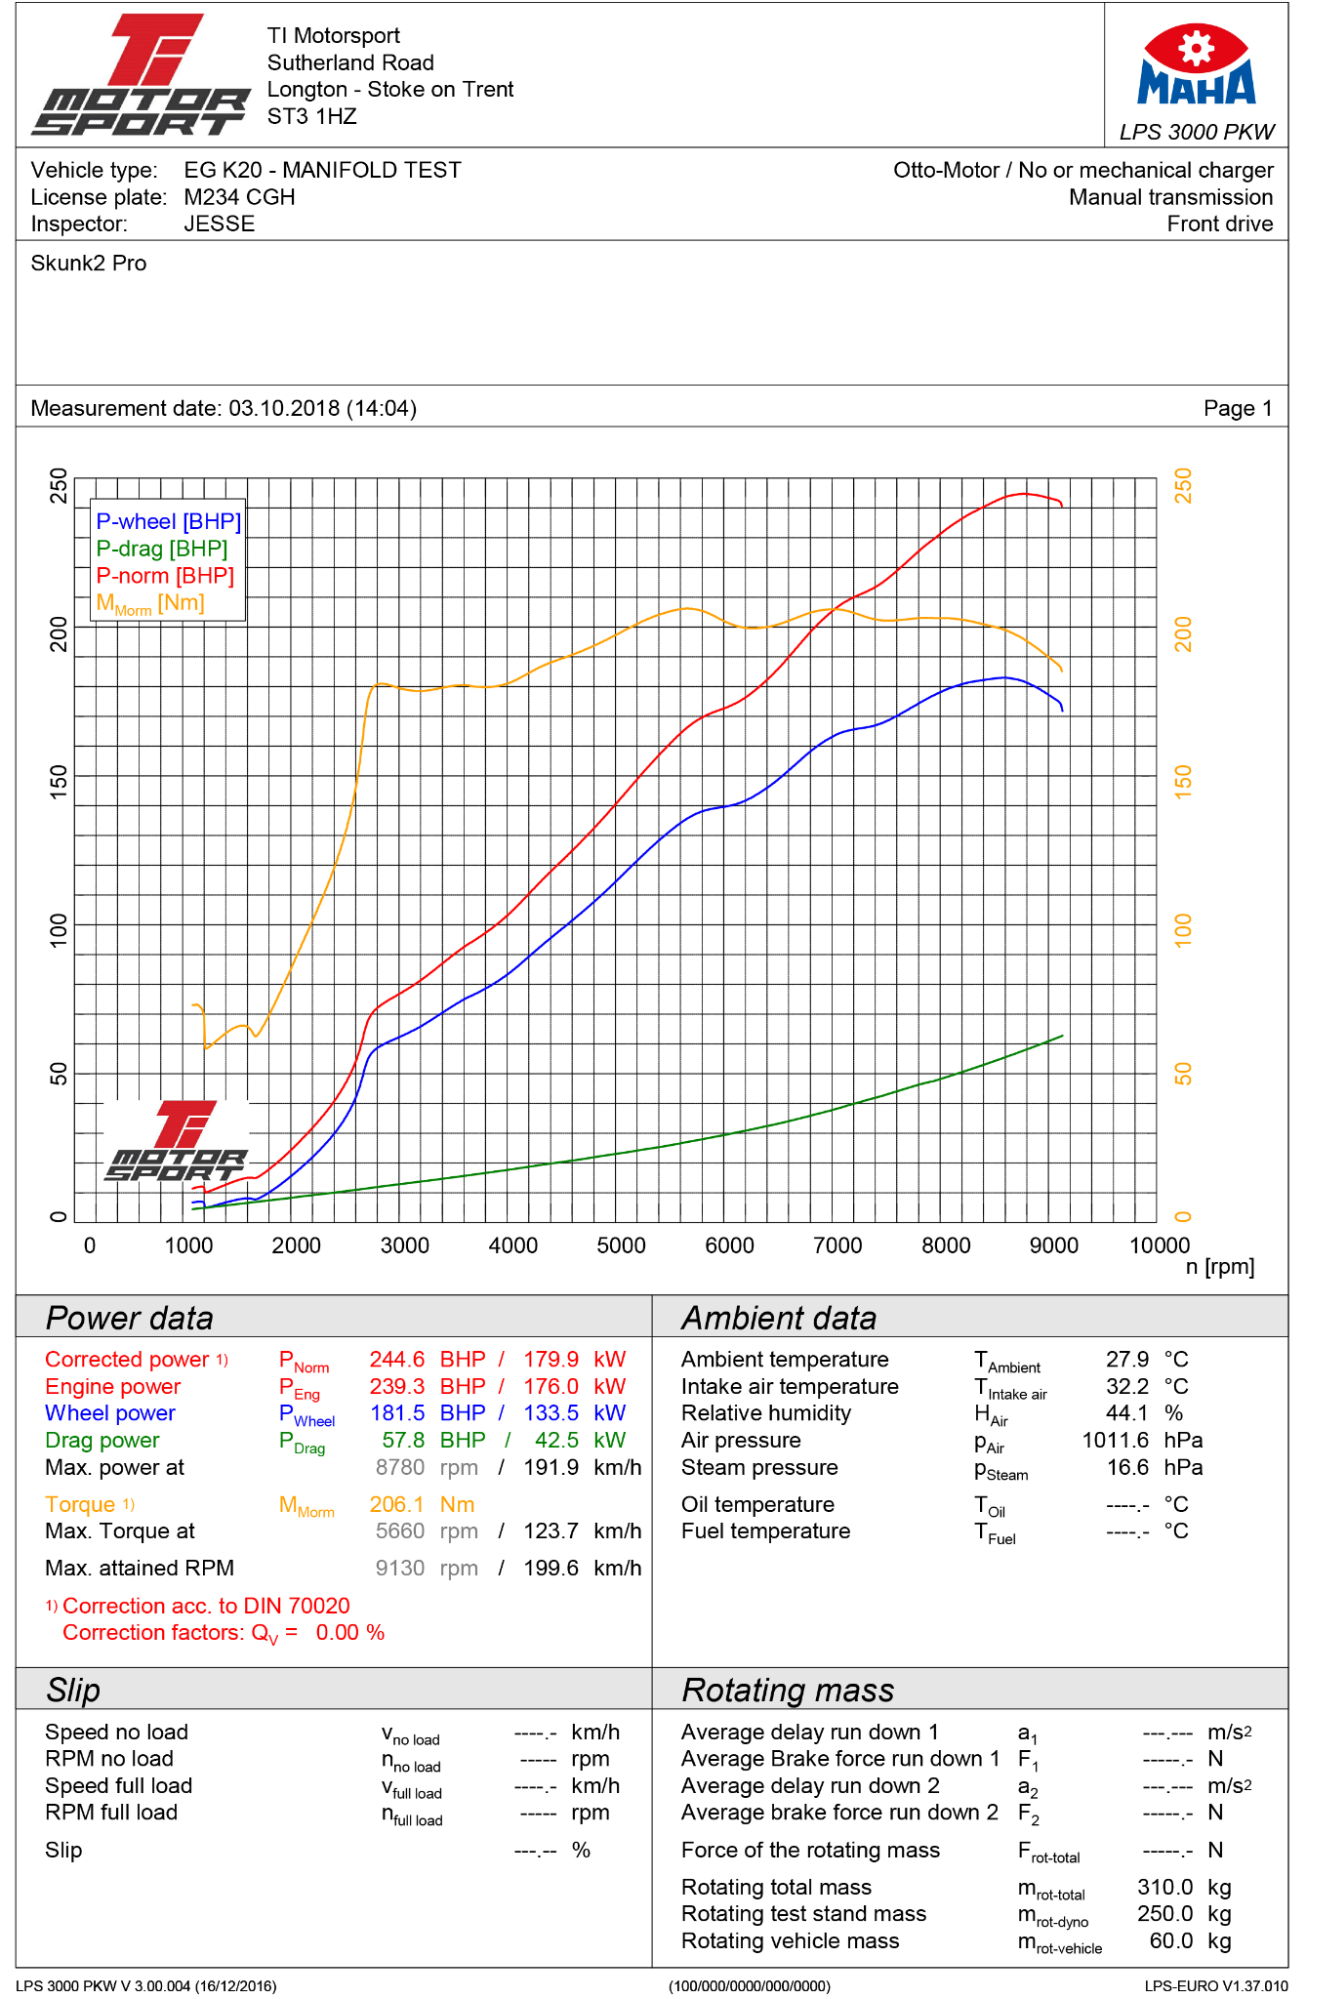 Ti
MOTOR
SPORT
TI Motorsport
Sutherland Road
Longton - Stoke on Trent
ST3 1HZ
MAHA
LPS 3000 PKW
Vehicle type: EG K20 - MANIFOLD TEST
License plate: M234 CGH
Inspector: JESSE
Otto-Motor / No or mechanical charger
Manual transmission
Front drive
Skunk2 Pro
Measurement date: 03.10.2018 (14:04) Page 1
250
200
150
100
50
0
P-wheel [BHP]
P-drag [BHP]
P-norm [BHP]
MMorm [Nm]
Ti
MOTOR
SPORT
250
200
150
100
50
0
0 1000 2000 3000 4000 5000 6000 7000 8000 9000 10000
n [rpm]
Power data
Corrected power 1) PNorm 244.6 BHP / 179.9 kW
Engine power PEng 239.3 BHP / 176.0 kW
Wheel power PWheel 181.5 BHP / 133.5 kW
Drag power PDrag 57.8 BHP / 42.5 kW
Max. power at 8780 rpm / 191.9 km/h
Torque 1) MMorm 206.1 Nm
Max. Torque at 5660 rpm / 123.7 km/h
Max. attained RPM 9130 rpm / 199.6 km/h
1) Correction acc. to DIN 70020
Correction factors: QV = 0.00 %
Ambient data
Ambient temperature TAmbient 27.9 °C
Intake air temperature TIntake air 32.2 °C
Relative humidity HAir 44.1 %
Air pressure pAir 1011.6 hPa
Steam pressure pSteam 16.6 hPa
Oil temperature TOil ----.- °C
Fuel temperature TFuel ----.- °C
Slip
Speed no load vno load ----.- km/h
RPM no load nno load ----- rpm
Speed full load vfull load ----.- km/h
RPM full load nfull load ----- rpm
Slip ---.-- %
Rotating mass
Average delay run down 1 a1 ---.--- m/s2
Average Brake force run down 1 F1 -----.- N
Average delay run down 2 a2 ---.--- m/s2
Average brake force run down 2 F2 -----.- N
Force of the rotating mass Frot-total -----.- N
Rotating total mass mrot-total 310.0 kg
Rotating test stand mass mrot-dyno 250.0 kg
Rotating vehicle mass mrot-vehicle 60.0 kg
LPS 3000 PKW V 3.00.004 (16/12/2016) (100/000/0000/000/0000) LPS-EURO V1.37.010